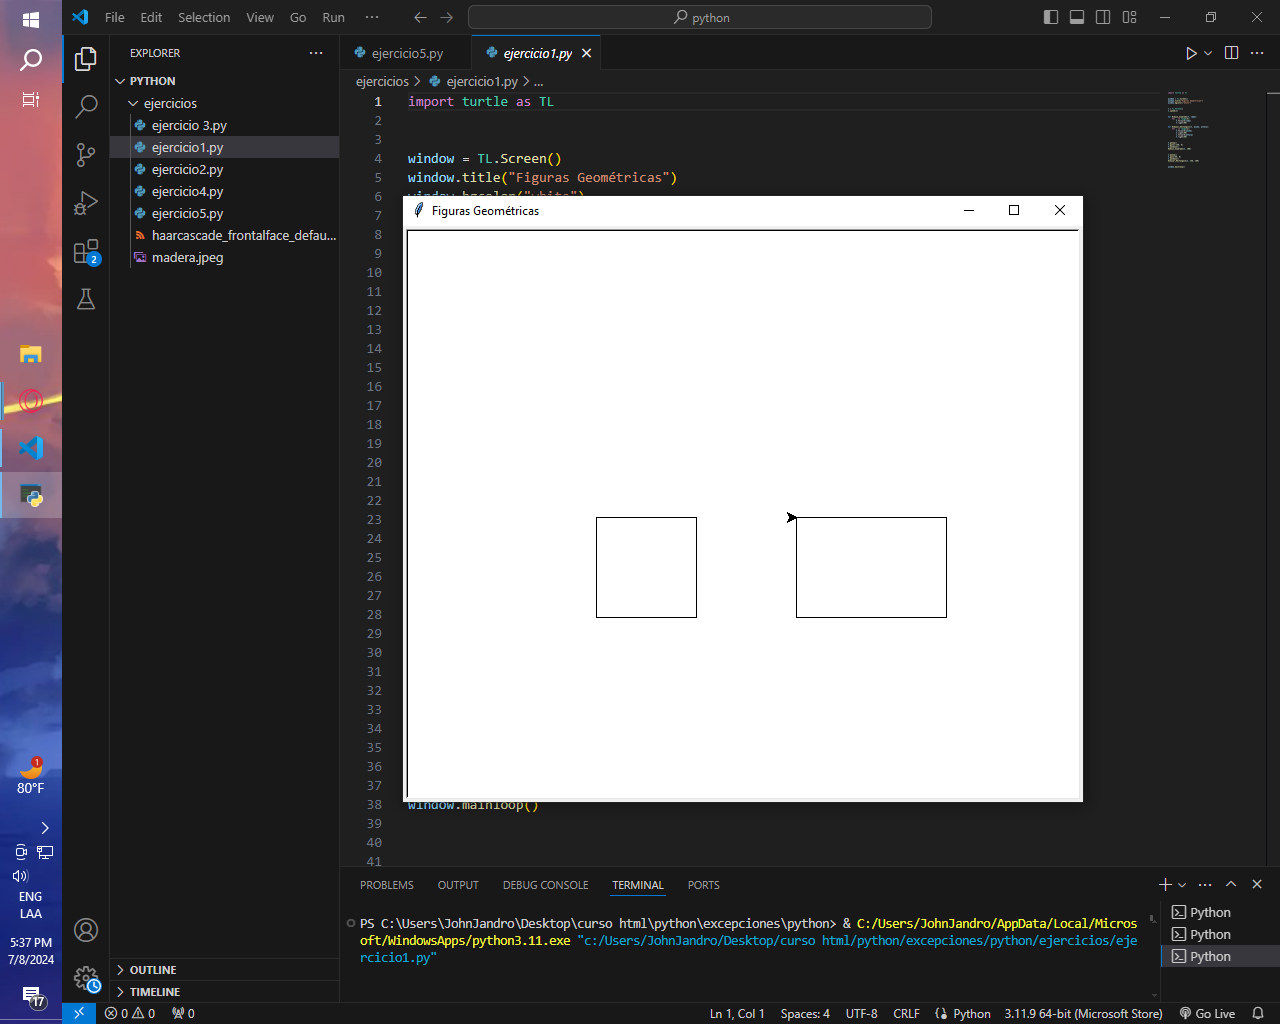 File Edit Selection View Go Run ···
python
EXPLORER ···
PYTHON
ejercicios
ejercicio 3.py
ejercicio1.py
ejercicio2.py
ejercicio4.py
ejercicio5.py
haarcascade_frontalface_defau...
madera.jpeg
2
OUTLINE
TIMELINE
1
80°F
ENG
LAA
5:37 PM
7/8/2024
17
ejercicio5.py ejercicio1.py
ejercicios > ejercicio1.py > ...
1 import turtle as TL
2
3
4 window = TL.Screen()
5 window.title("Figuras Geométricas")
6
7
8
9
10
11
12
13
14
15
16
17
18
19
20
21
22
23
24
25
26
27
28
29
30
31
32
33
34
35
36
37
38 window.mainloop()
39
40
41
Figuras Geométricas
PROBLEMS OUTPUT DEBUG CONSOLE TERMINAL PORTS
PS C:\Users\JohnJandro\Desktop\curso html\python\excepciones\python> & C:/Users/JohnJandro/AppData/Local/Micros
oft/WindowsApps/python3.11.exe "c:/Users/JohnJandro/Desktop/curso html/python/excepciones/python/ejercicios/eje
rcicio1.py"
Python
Python
Python
0 0 0
Ln 1, Col 1 Spaces: 4 UTF-8 CRLF Python 3.11.9 64-bit (Microsoft Store) Go Live